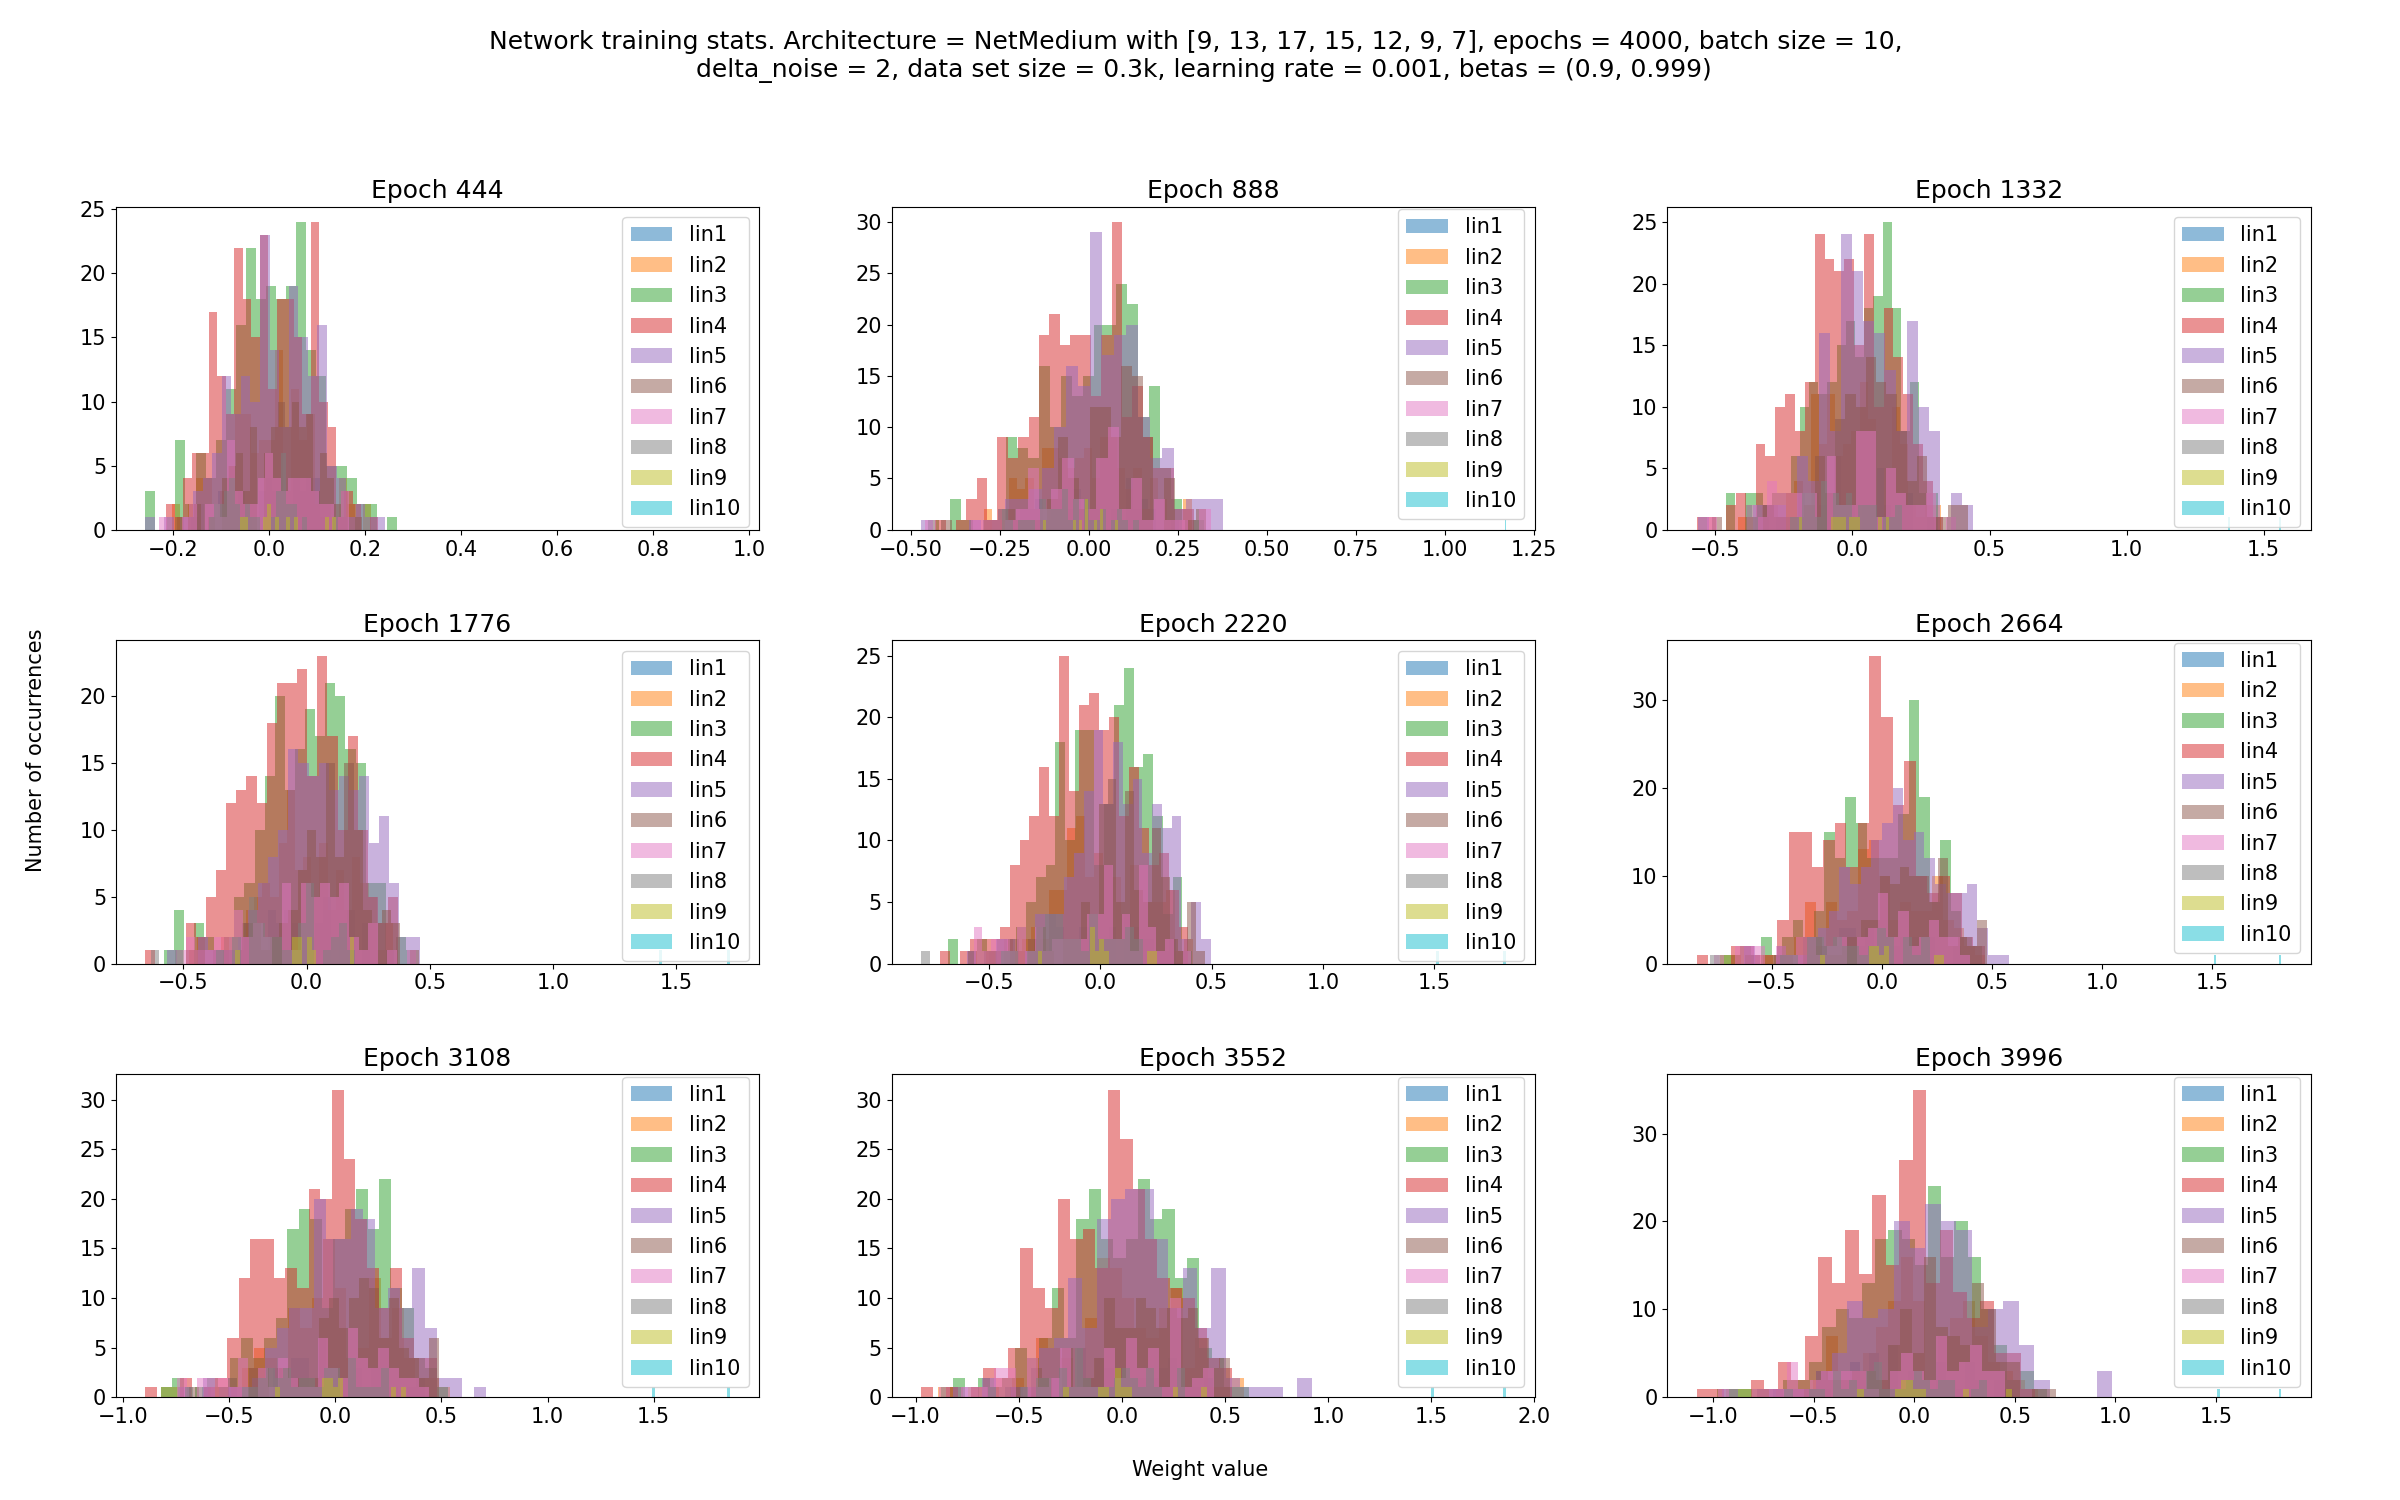 Network training stats. Architecture = NetMedium with [9, 13, 17, 15, 12, 9, 7], epochs = 4000, batch size = 10,
delta_noise = 2, data set size = 0.3k, learning rate = 0.001, betas = (0.9, 0.999)
Epoch 444
25
20
15
10
5
0
−0.2 0.0 0.2 0.4 0.6 0.8 1.0
lin1
lin2
lin3
lin4
lin5
lin6
lin7
lin8
lin9
lin10
Epoch 888
30
25
20
15
10
5
0
−0.50 −0.25 0.00 0.25 0.50 0.75 1.00 1.25
lin1
lin2
lin3
lin4
lin5
lin6
lin7
lin8
lin9
lin10
Epoch 1332
25
20
15
10
5
0
−0.5 0.0 0.5 1.0 1.5
lin1
lin2
lin3
lin4
lin5
lin6
lin7
lin8
lin9
lin10
Number of occurrences
Epoch 1776
20
15
10
5
0
−0.5 0.0 0.5 1.0 1.5
lin1
lin2
lin3
lin4
lin5
lin6
lin7
lin8
lin9
lin10
Epoch 2220
25
20
15
10
5
0
−0.5 0.0 0.5 1.0 1.5
lin1
lin2
lin3
lin4
lin5
lin6
lin7
lin8
lin9
lin10
Epoch 2664
30
20
10
0
−0.5 0.0 0.5 1.0 1.5
lin1
lin2
lin3
lin4
lin5
lin6
lin7
lin8
lin9
lin10
Epoch 3108
30
25
20
15
10
5
0
−1.0 −0.5 0.0 0.5 1.0 1.5
lin1
lin2
lin3
lin4
lin5
lin6
lin7
lin8
lin9
lin10
Epoch 3552
30
25
20
15
10
5
0
−1.0 −0.5 0.0 0.5 1.0 1.5 2.0
lin1
lin2
lin3
lin4
lin5
lin6
lin7
lin8
lin9
lin10
Epoch 3996
30
20
10
0
−1.0 −0.5 0.0 0.5 1.0 1.5
lin1
lin2
lin3
lin4
lin5
lin6
lin7
lin8
lin9
lin10
Weight value